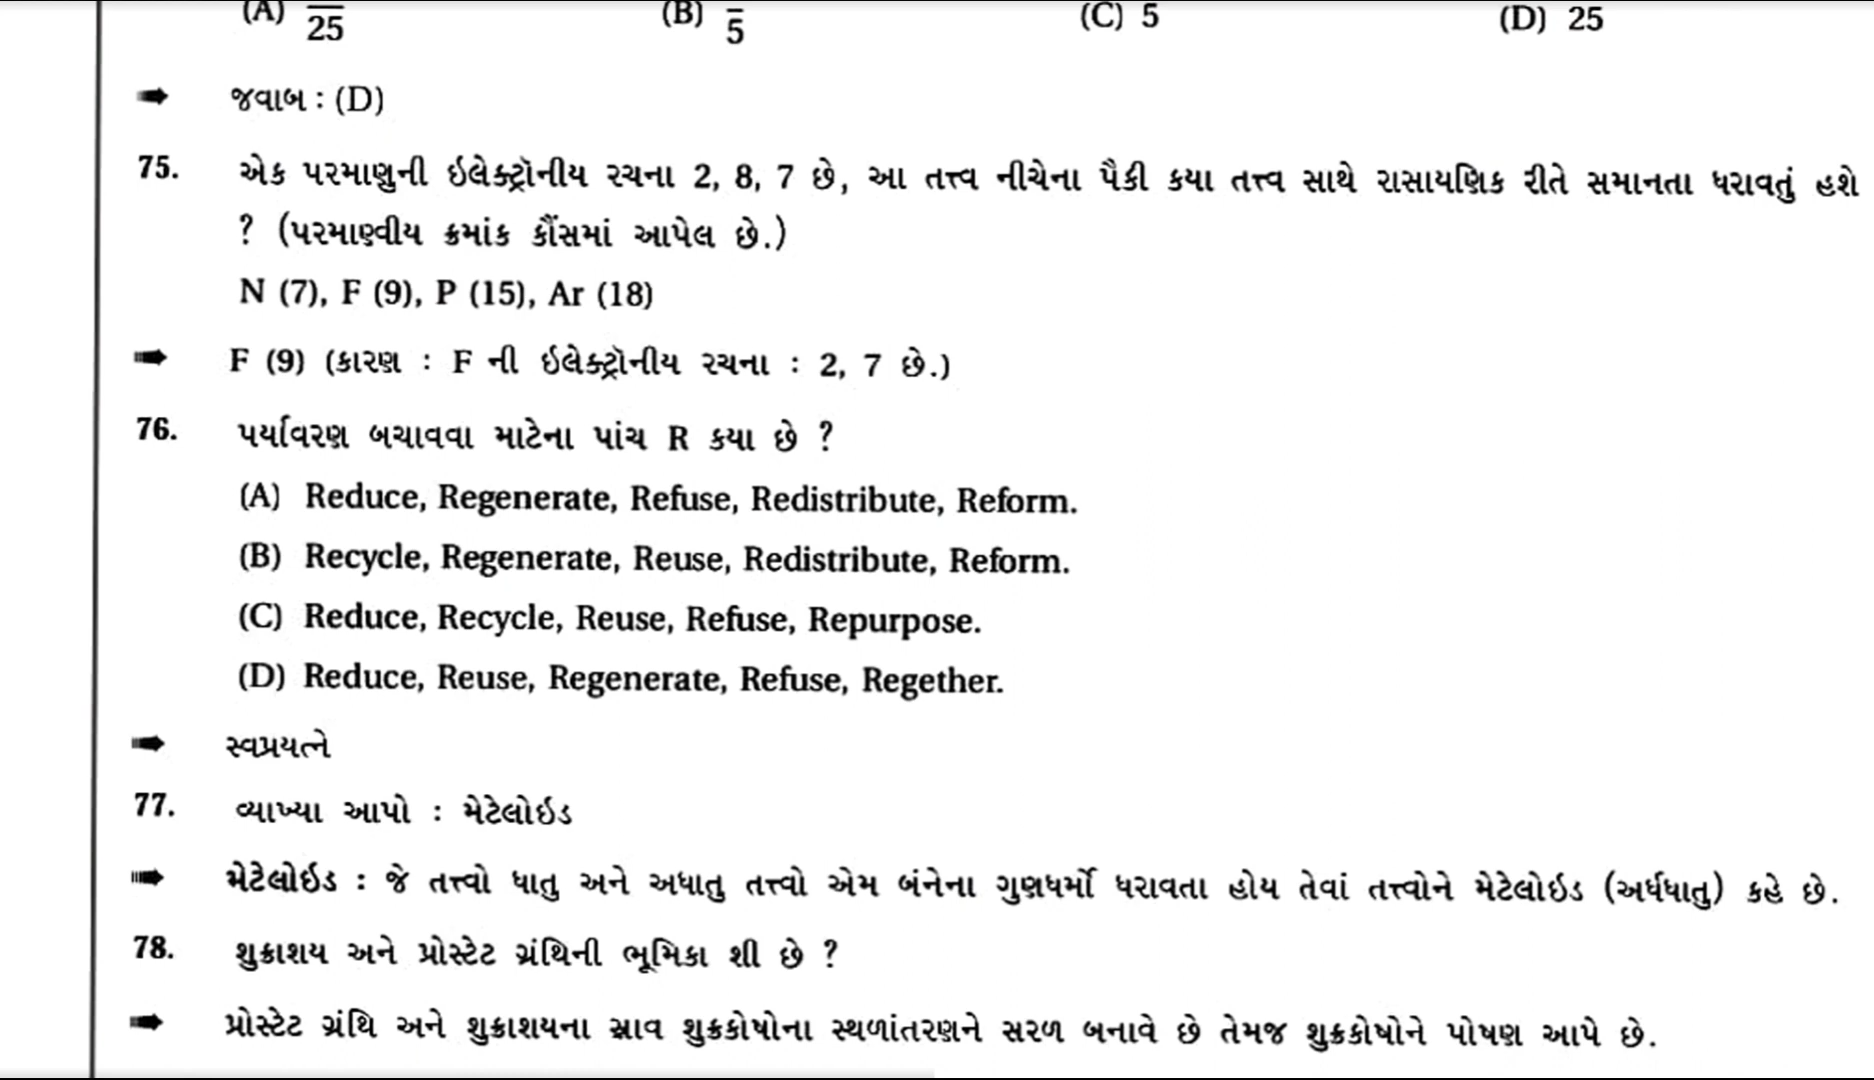 (A) 25 (B) 5 (C) 5 (D) 25
➠ જવાબ : (D)
75. એક પરમાણુની ઇલેક્ટ્રૉનીય રચના 2, 8, 7 છે, આ તત્ત્વ નીચેના પૈકી કયા તત્ત્વ સાથે રાસાયણિક રીતે સમાનતા ધરાવતું હશે
? (પરમાણ્વીય ક્રમાંક કૌંસમાં આપેલ છે.)
N (7), F (9), P (15), Ar (18)
➠ F (9) (કારણ : F ની ઇલેક્ટ્રૉનીય રચના : 2, 7 છે.)
76. પર્યાવરણ બચાવવા માટેના પાંચ R કયા છે ?
(A) Reduce, Regenerate, Refuse, Redistribute, Reform.
(B) Recycle, Regenerate, Reuse, Redistribute, Reform.
(C) Reduce, Recycle, Reuse, Refuse, Repurpose.
(D) Reduce, Reuse, Regenerate, Refuse, Regether.
➠ સ્વપ્રયત્ને
77. વ્યાખ્યા આપો : મેટેલોઇડ
➠ મેટેલોઇડ : જે તત્ત્વો ધાતુ અને અધાતુ તત્ત્વો એમ બંનેના ગુણધર્મો ધરાવતા હોય તેવાં તત્ત્વોને મેટેલોઇડ (અર્ધધાતુ) કહે છે.
78. શુક્રાશય અને પ્રોસ્ટેટ ગ્રંથિની ભૂમિકા શી છે ?
➠ પ્રોસ્ટેટ ગ્રંથિ અને શુક્રાશયના સ્રાવ શુક્રકોષોના સ્થળાંતરણને સરળ બનાવે છે તેમજ શુક્રકોષોને પોષણ આપે છે.